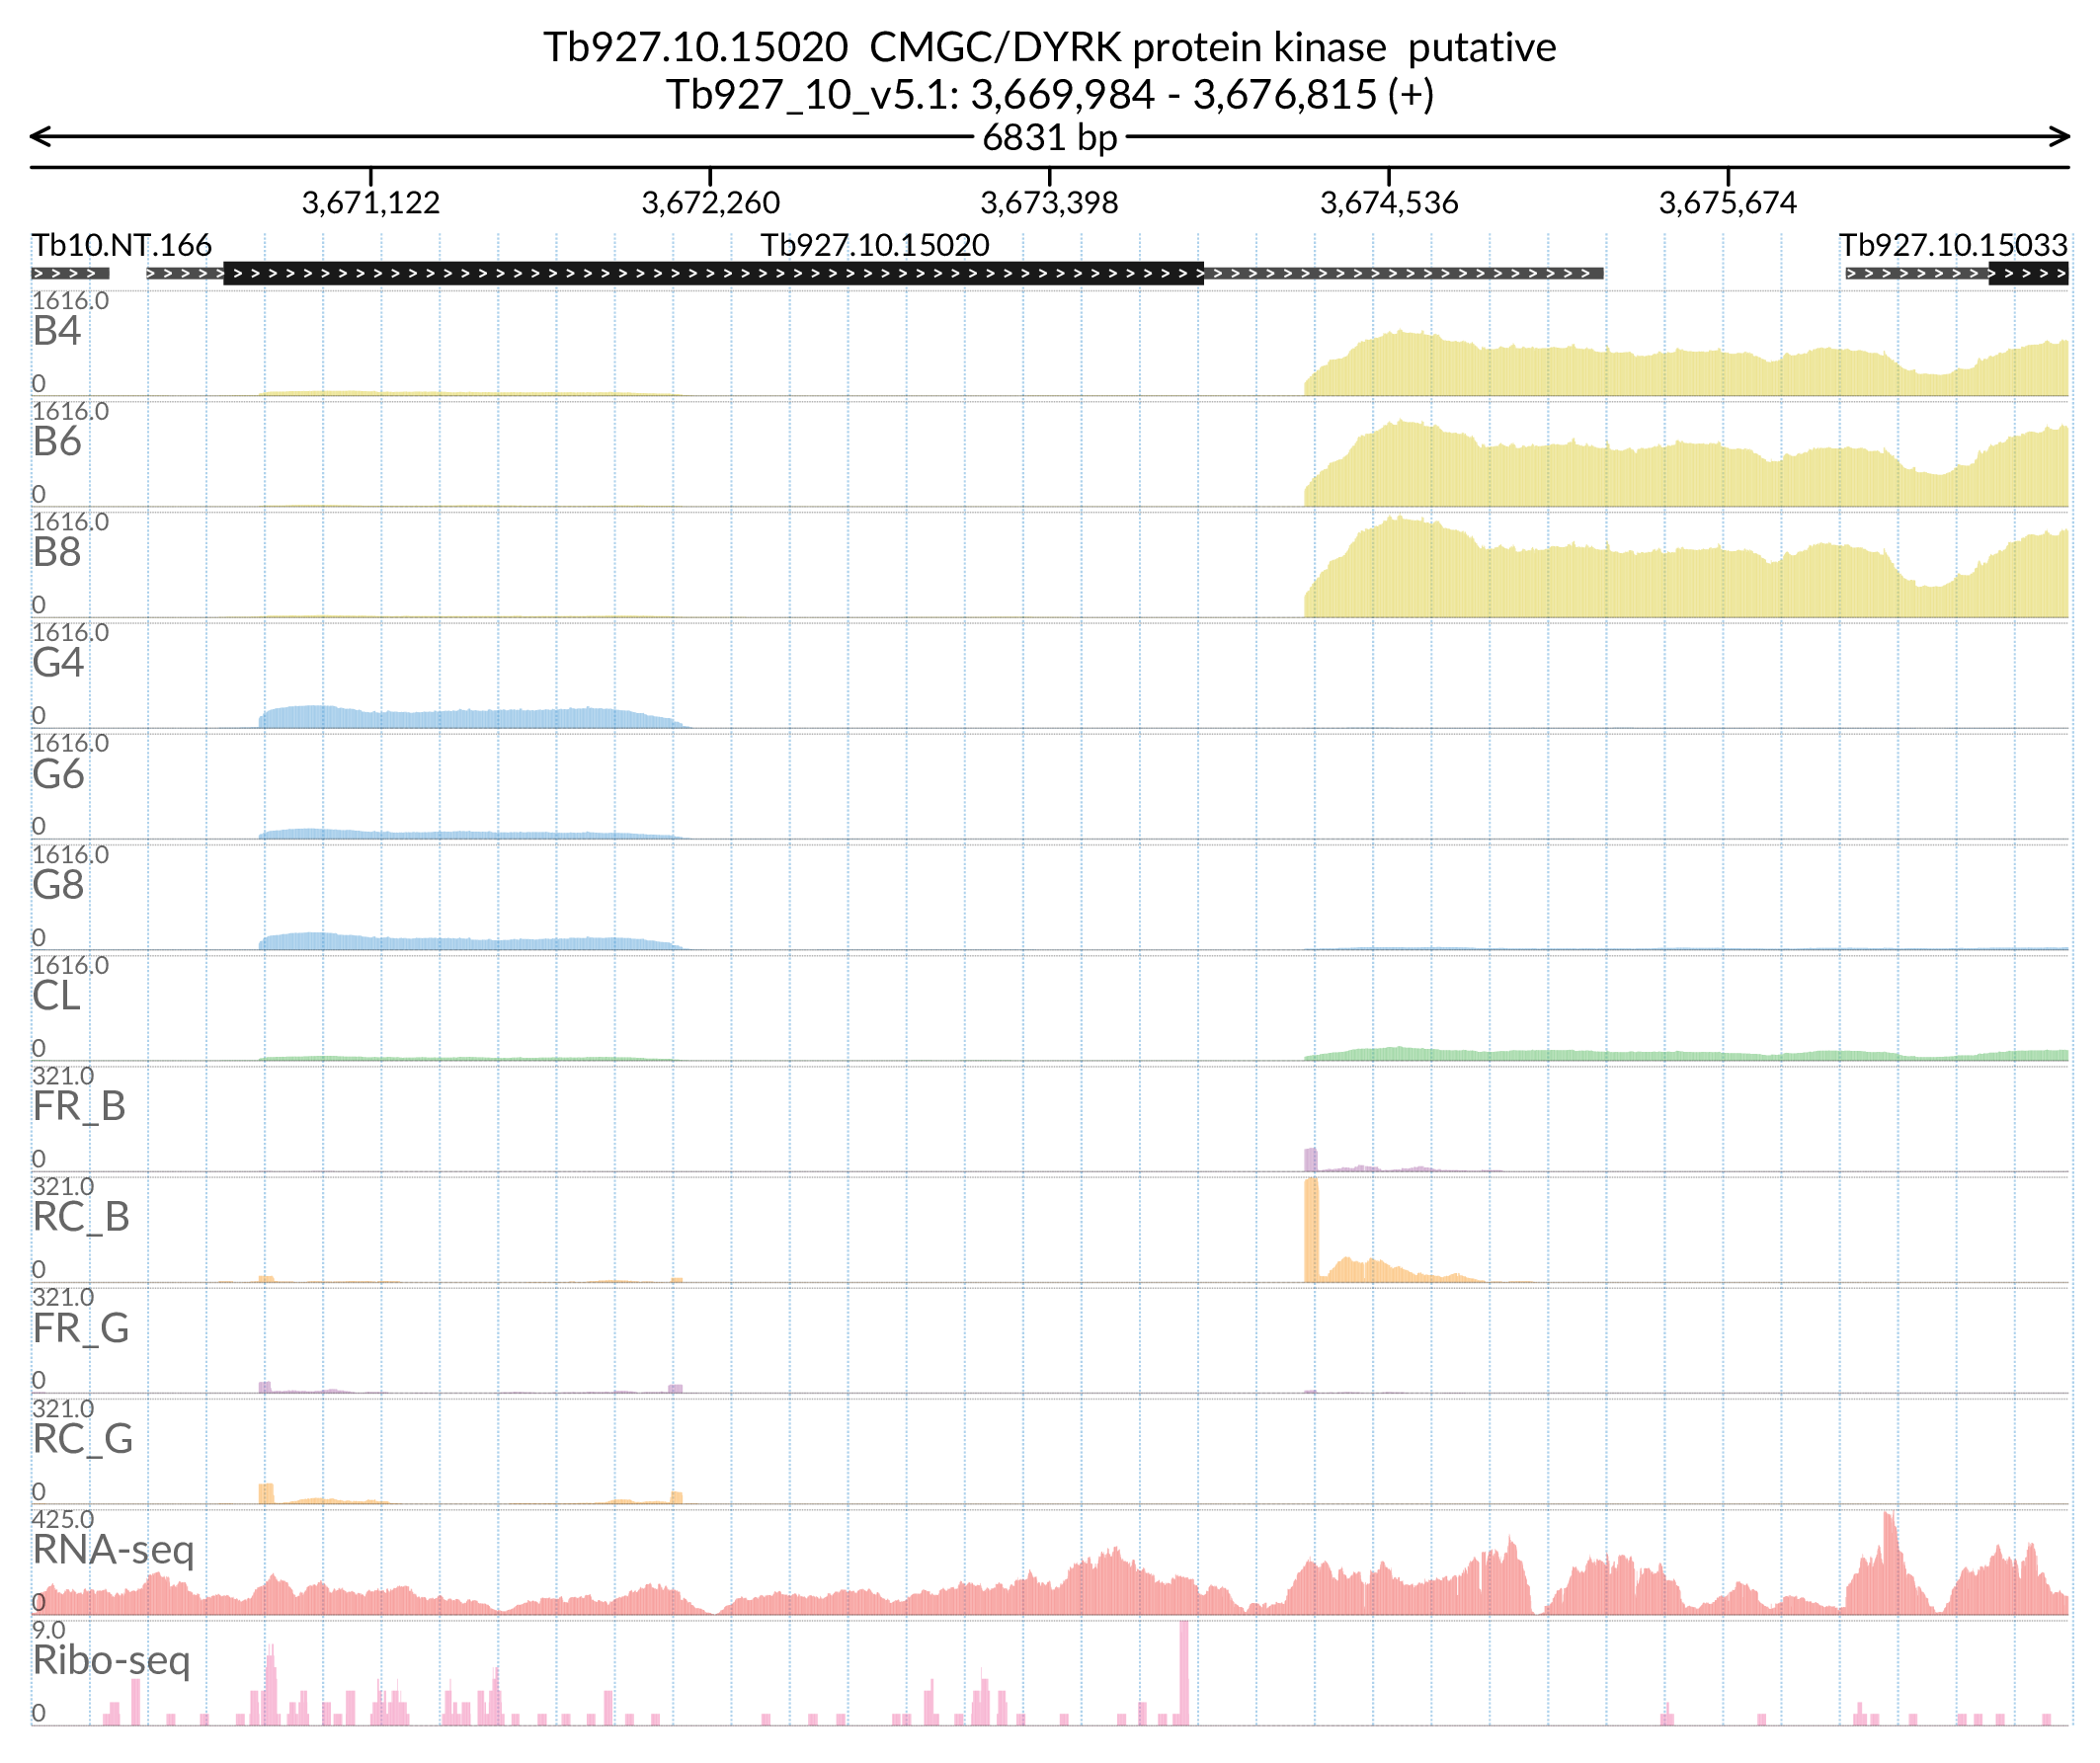 Tb927.10.15020 CMGC/DYRK protein kinase putative
Tb927_10_v5.1: 3,669,984 - 3,676,815 (+)
6831 bp
3,671,122 3,672,260 3,673,398 3,674,536 3,675,674
Tb10.NT.166 Tb927.10.15020 Tb927.10.15033
1616.0
B4
0
1616.0
B6
0
1616.0
B8
0
1616.0
G4
0
1616.0
G6
0
1616.0
G8
0
1616.0
CL
0
321.0
FR_B
0
321.0
RC_B
0
321.0
FR_G
0
321.0
RC_G
0
425.0
RNA-seq
0
9.0
Ribo-seq
0